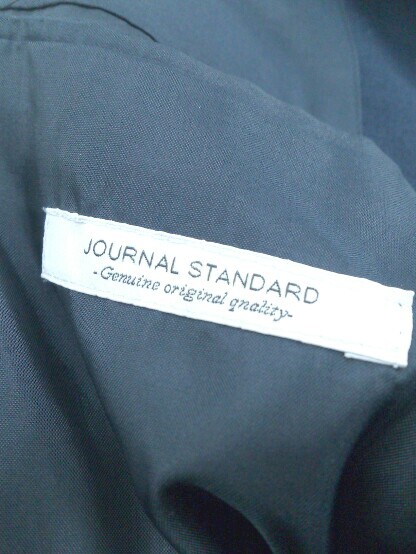 JOURNAL STANDARD
-Genuine original quality-